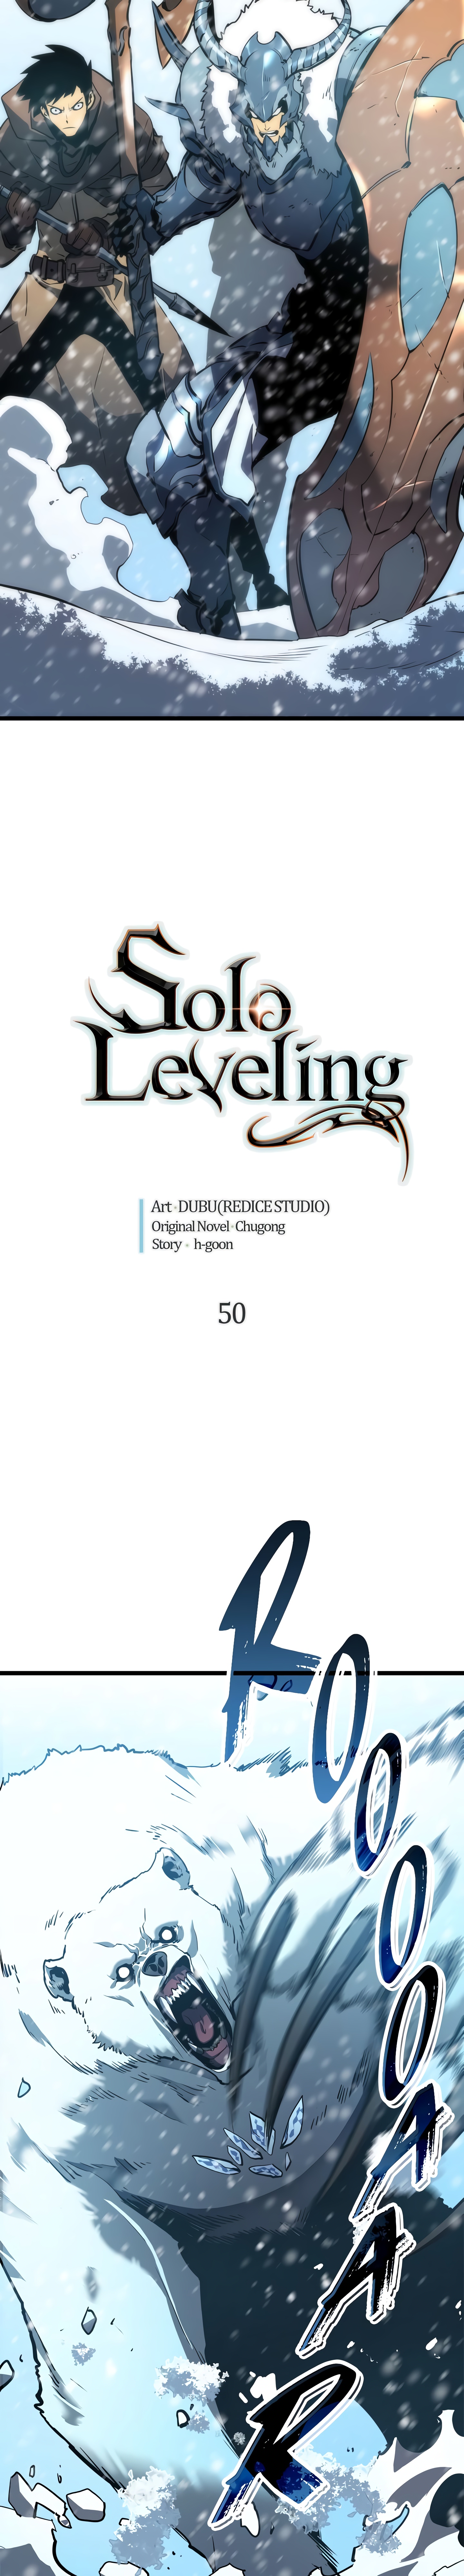 Solo
Leveling
Art • DUBU(REDICE STUDIO)
Original Novel • Chugong
Story • h-goon
50
ROOOOAAR